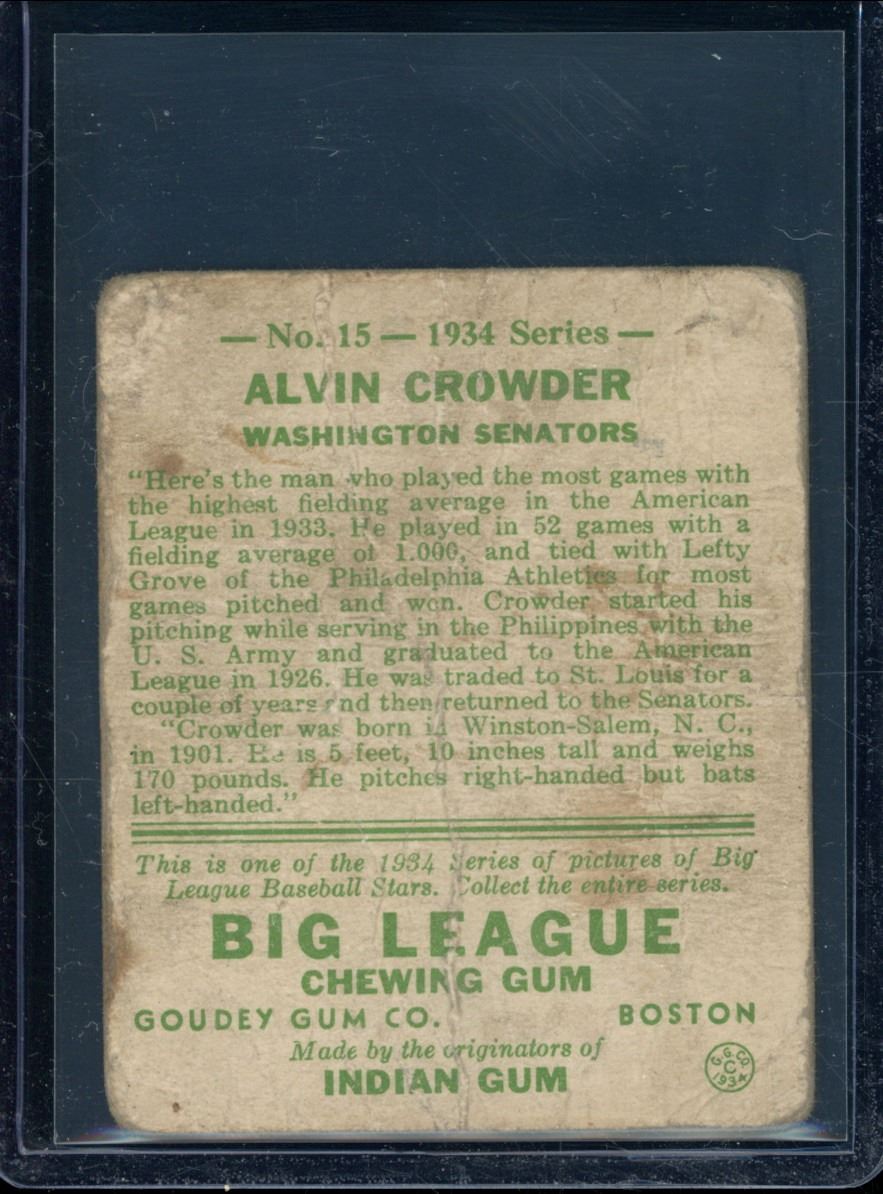 — No. 15 — 1934 Series —
ALVIN CROWDER
WASHINGTON SENATORS
"Here's the man who played the most games with
the highest fielding average in the American
League in 1933. He played in 52 games with a
fielding average of 1.000, and tied with Lefty
Grove of the Philadelphia Athletics for most
games pitched and won. Crowder started his
pitching while serving in the Philippines with the
U. S. Army and graduated to the American
League in 1926. He was traded to St. Louis for a
couple of years and then returned to the Senators.
"Crowder was born in Winston-Salem, N. C.,
in 1901. He is 5 feet, 10 inches tall and weighs
170 pounds. He pitches right-handed but bats
left-handed."
This is one of the 1934 Series of pictures of Big
League Baseball Stars. Collect the entire series.
BIG LEAGUE
CHEWING GUM
GOUDEY GUM CO. BOSTON
Made by the originators of
INDIAN GUM
G.G.CO.
C
1934